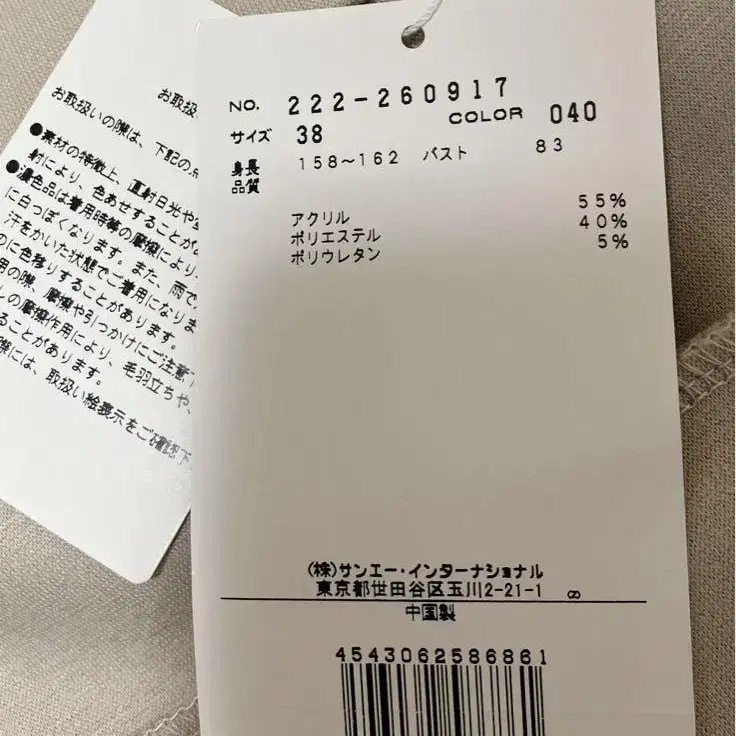 NO. 222-260917
COLOR 040
サイズ 38
身長 158～162 バスト 83
品質
アクリル 55%
ポリエステル 40%
ポリウレタン 5%
(株)サンエー・インターナショナル
東京都世田谷区玉川2-21-1 ∞
中国製
4543062586861
お取扱
お取扱いの際は、下記の点
●素材の特徴上、直射日光や
射により、色あせすることが
●濃色品は着用時等の摩擦により
に白っぽくなります。また、雨で
汗をかいた状態でご着用になりま
のに色移りすることがあります。
用の際、摩擦や引っかけにご注意
しの摩擦作用により、毛羽立ちや、
ることがあります。
際には、取扱い絵表示をご確認下